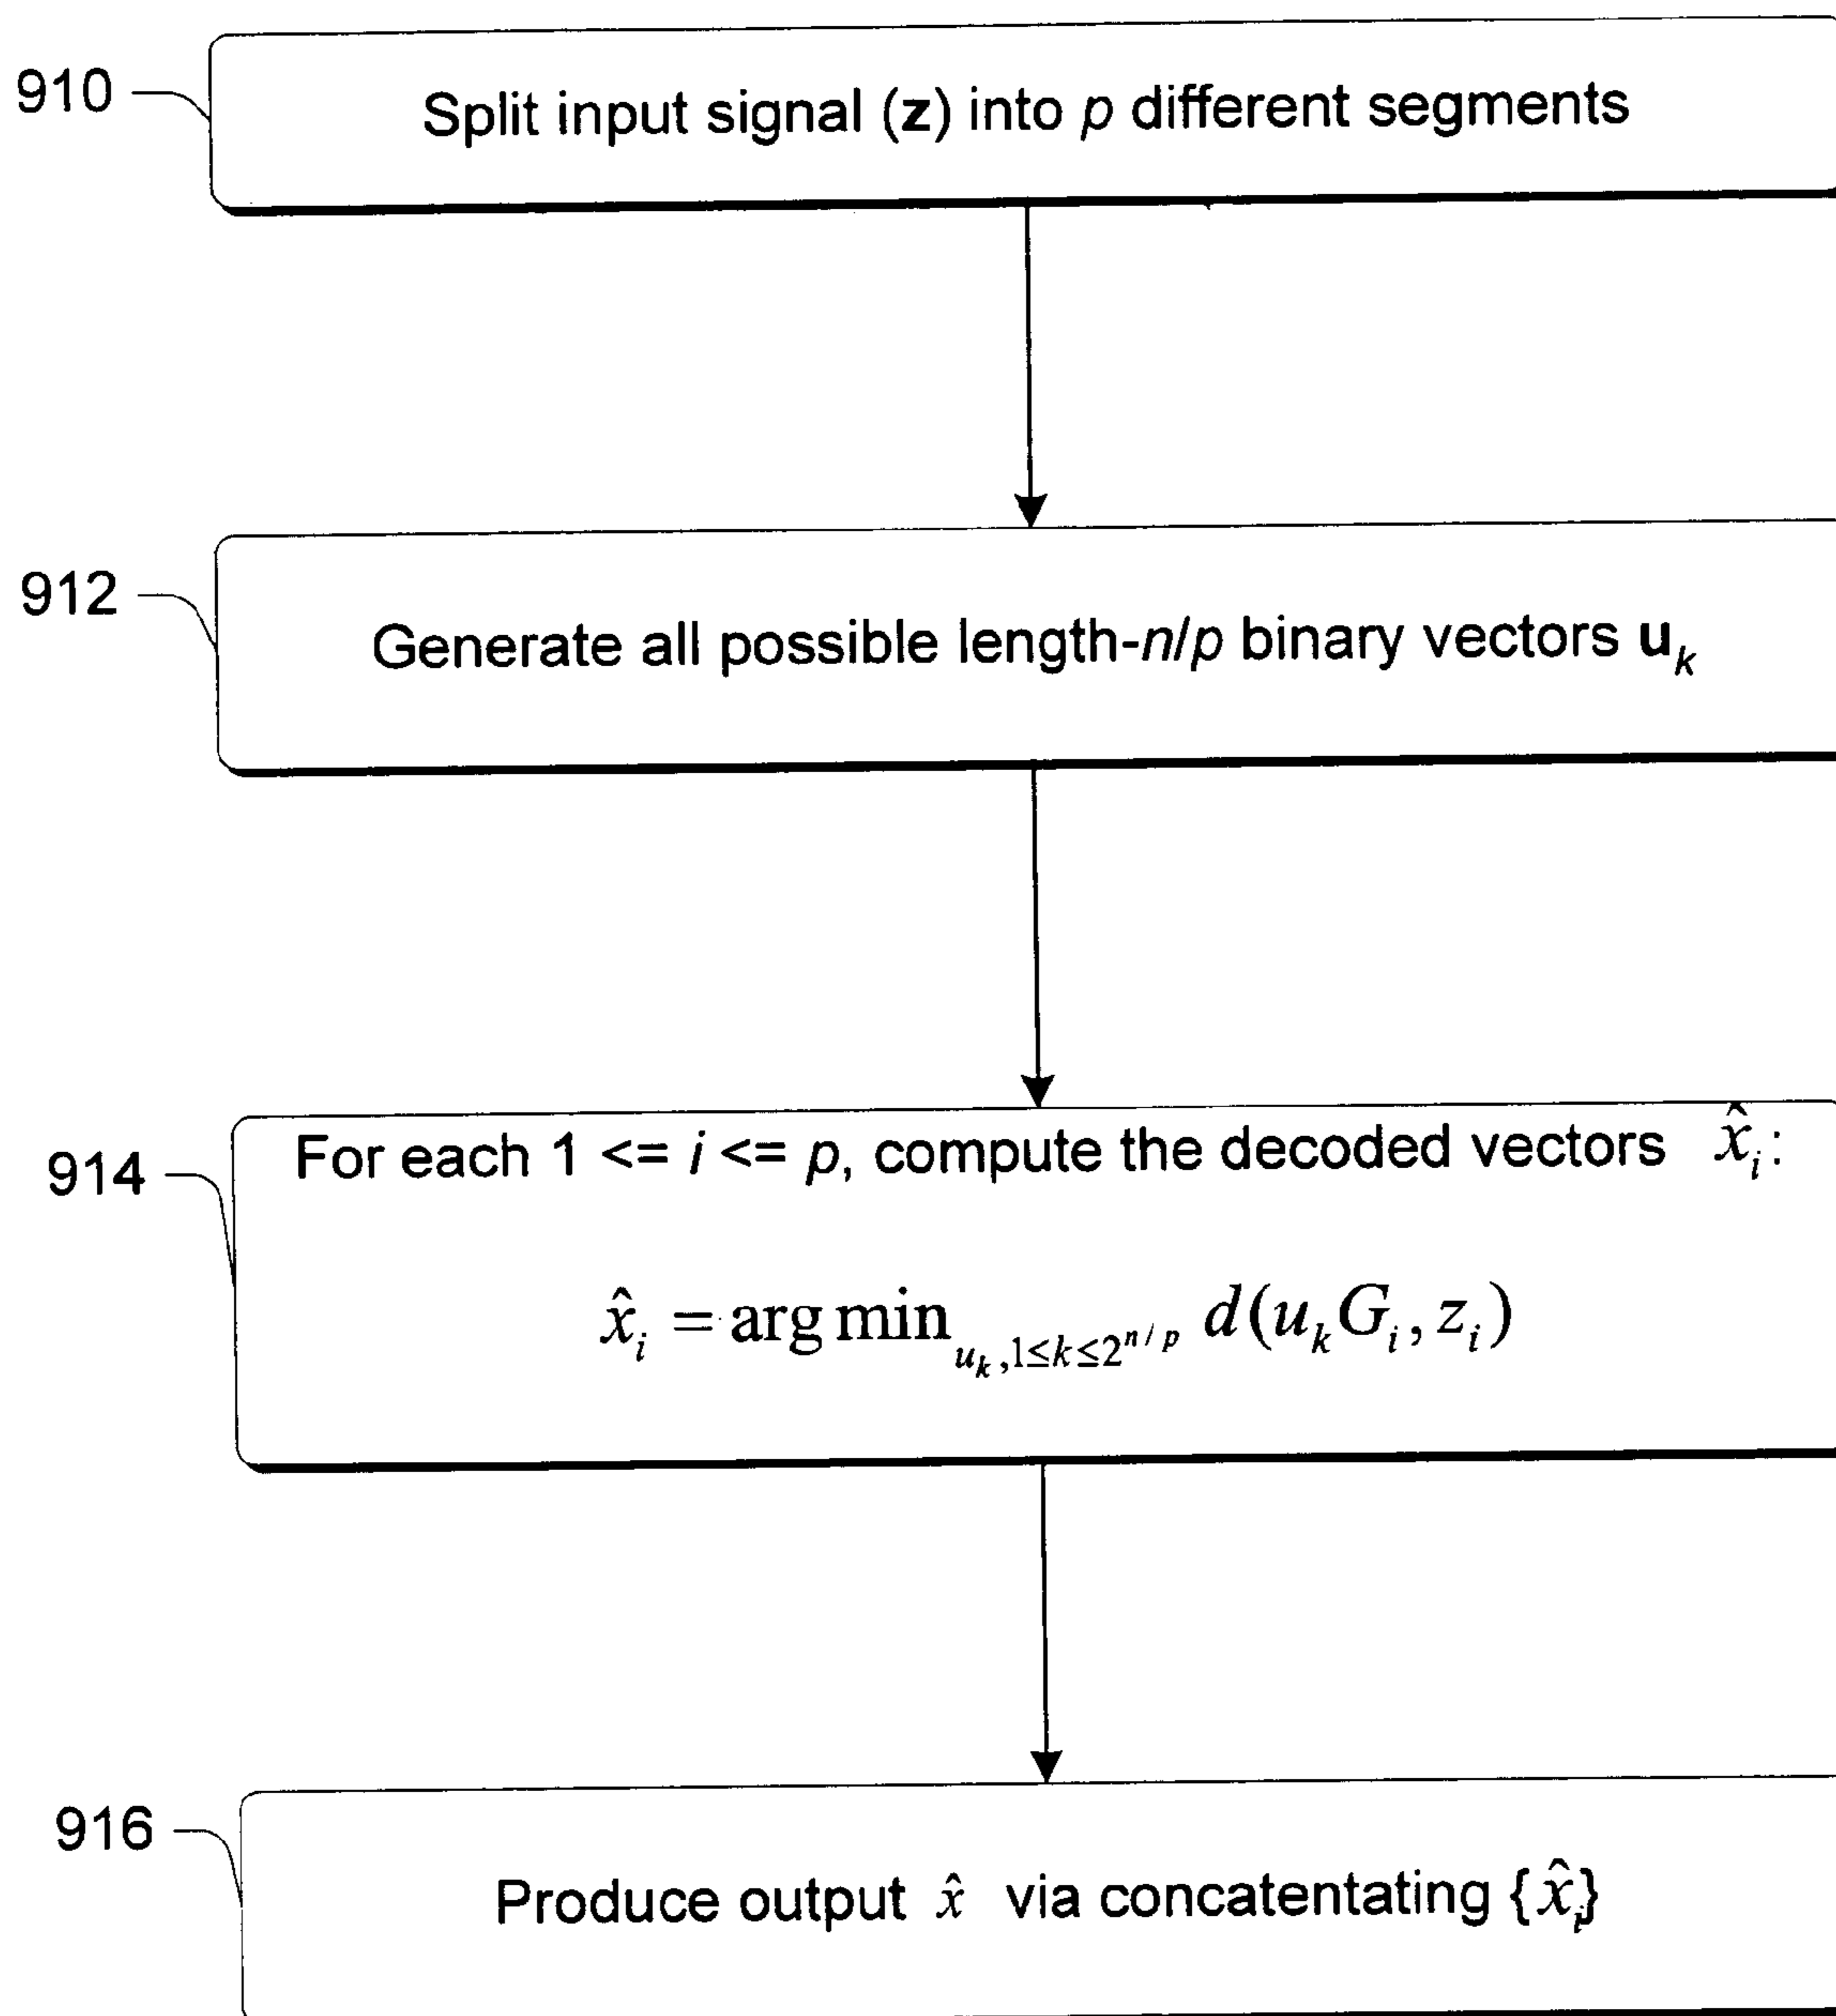 910
Split input signal (z) into p different segments
912
Generate all possible length-n/p binary vectors u_k
914
For each 1 <= i <= p, compute the decoded vectors x̂_i:
x̂_i = arg min_{u_k, 1≤k≤2^{n/p}} d(u_k G_i, z_i)
916
Produce output x̂ via concatentating {x̂_i}